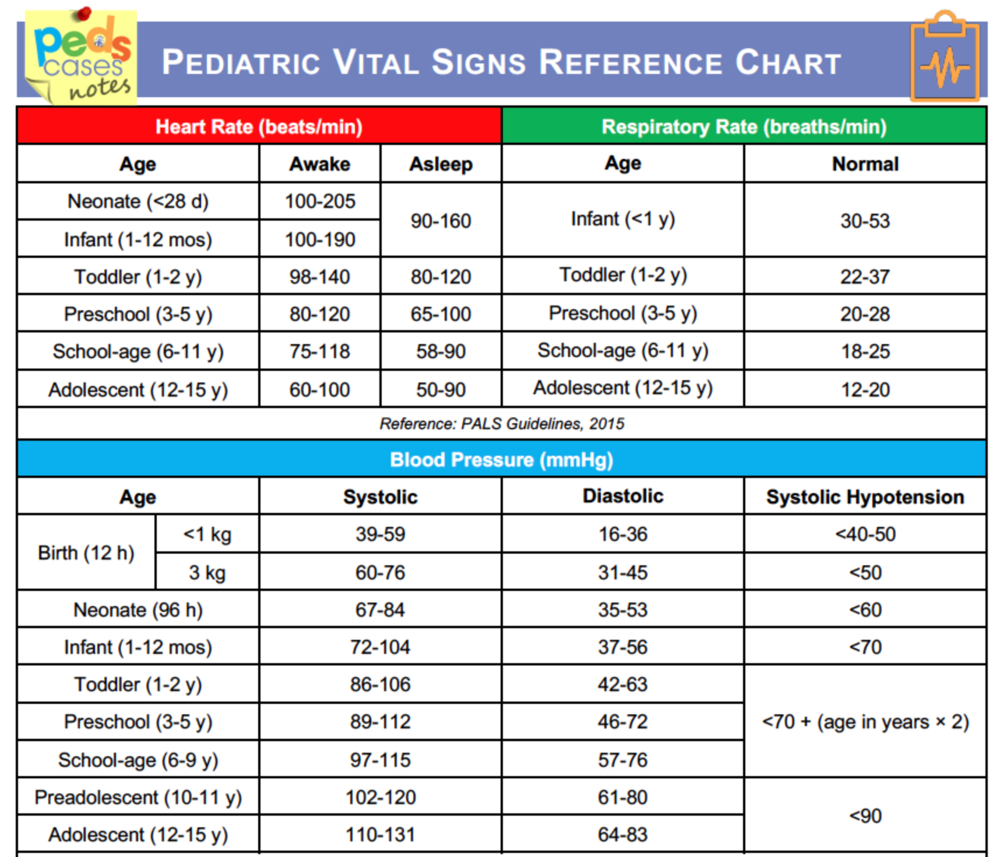 peds
cases
notes
PEDIATRIC VITAL SIGNS REFERENCE CHART
Heart Rate (beats/min) Respiratory Rate (breaths/min)
Age Awake Asleep Age Normal
Neonate (<28 d) 100-205 90-160 Infant (<1 y) 30-53
Infant (1-12 mos) 100-190
Toddler (1-2 y) 98-140 80-120 Toddler (1-2 y) 22-37
Preschool (3-5 y) 80-120 65-100 Preschool (3-5 y) 20-28
School-age (6-11 y) 75-118 58-90 School-age (6-11 y) 18-25
Adolescent (12-15 y) 60-100 50-90 Adolescent (12-15 y) 12-20
Reference: PALS Guidelines, 2015
Blood Pressure (mmHg)
Age Systolic Diastolic Systolic Hypotension
Birth (12 h) <1 kg 39-59 16-36 <40-50
3 kg 60-76 31-45 <50
Neonate (96 h) 67-84 35-53 <60
Infant (1-12 mos) 72-104 37-56 <70
Toddler (1-2 y) 86-106 42-63
Preschool (3-5 y) 89-112 46-72 <70 + (age in years × 2)
School-age (6-9 y) 97-115 57-76
Preadolescent (10-11 y) 102-120 61-80 <90
Adolescent (12-15 y) 110-131 64-83